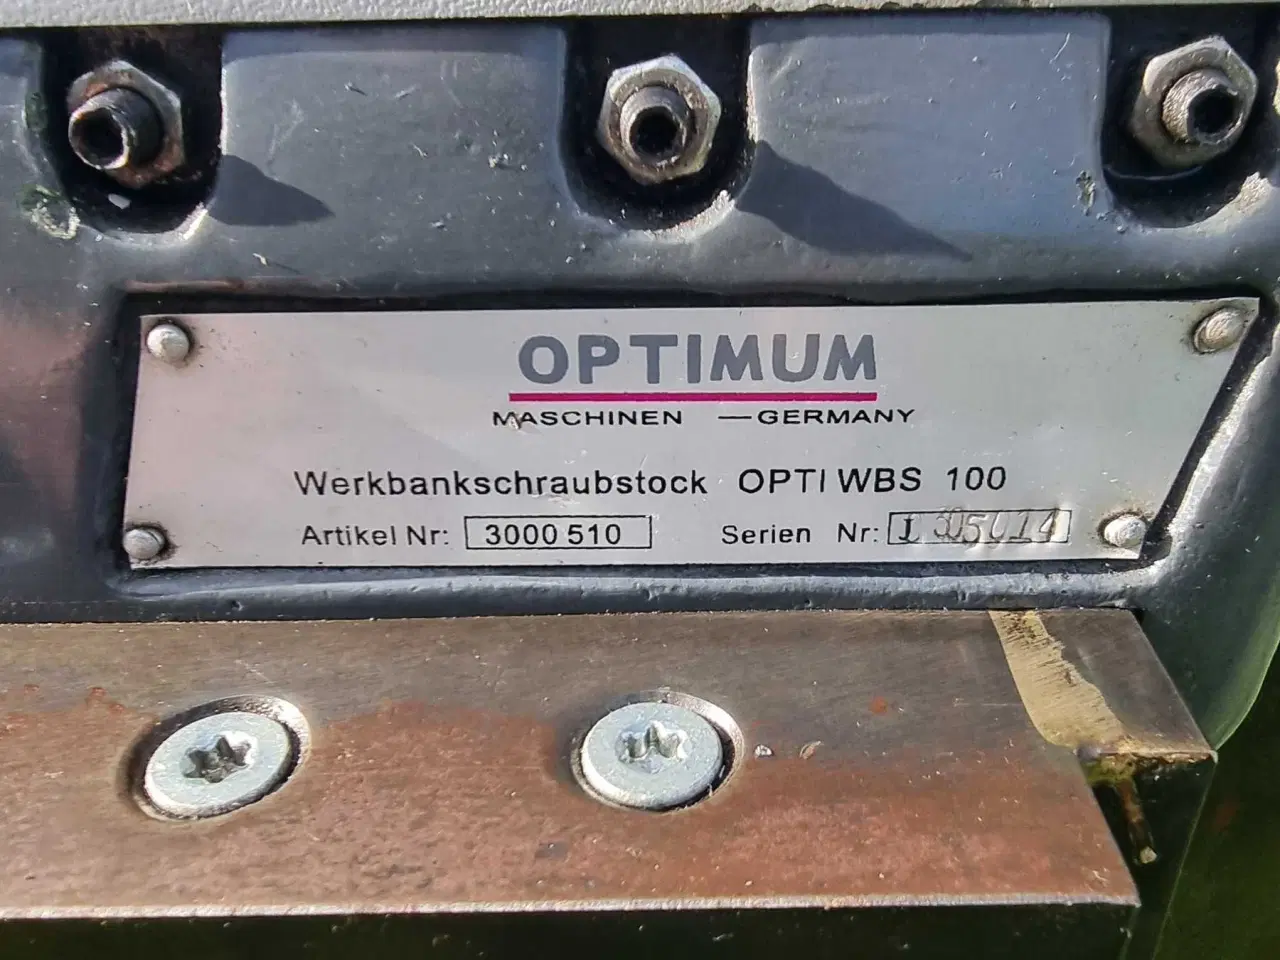 OPTIMUM
MASCHINEN —GERMANY
Werkbankschraubstock OPTI WBS 100
Artikel Nr: 3000 510 Serien Nr: